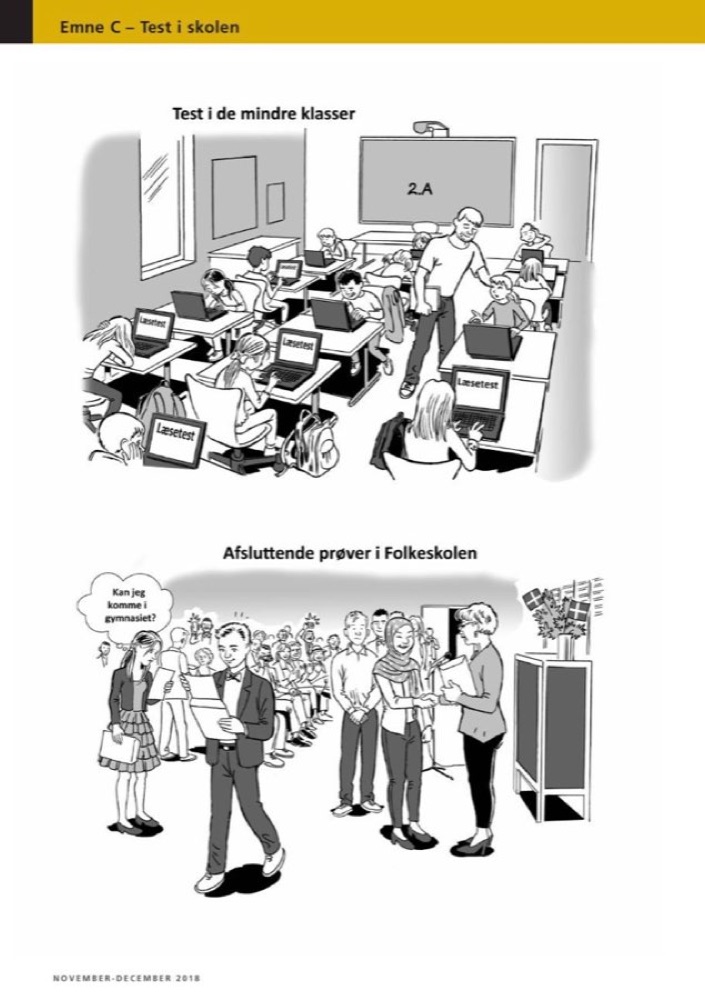 Emne C – Test i skolen
Test i de mindre klasser
2.A
Læsetest
Læsetest
Læsetest
Læsetest
Læsetest
Afsluttende prøver i Folkeskolen
Kan jeg
komme i
gymnasiet?
NOVEMBER-DECEMBER 2018